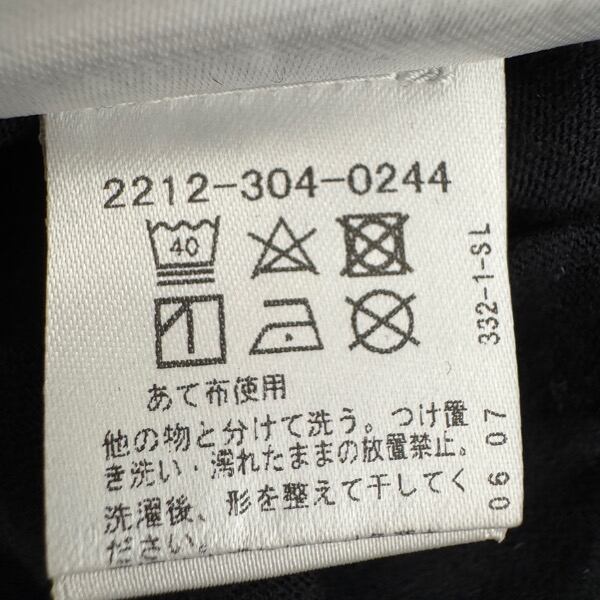 2212-304-0244
40
あて布使用
他の物と分けて洗う。つけ置
き洗い・濡れたままの放置禁止。
洗濯後、形を整えて干してく
ださい。
332-1-SL
06 07